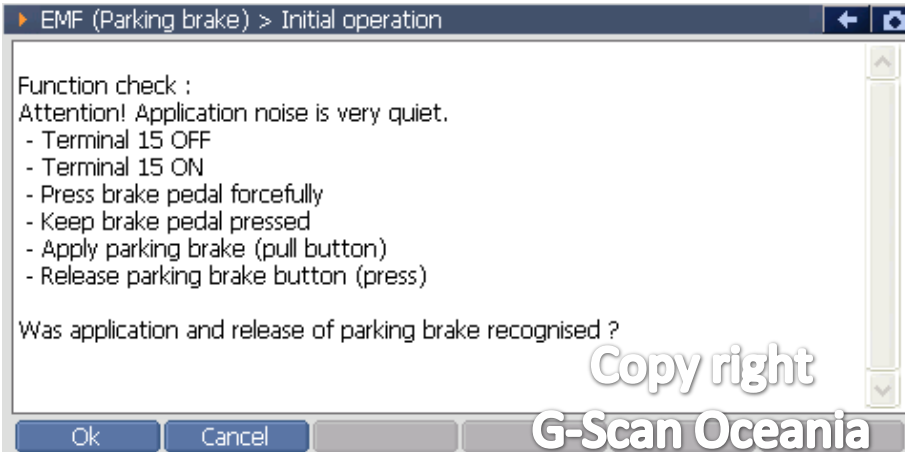 EMF (Parking brake) > Initial operation
Function check :
Attention! Application noise is very quiet.
- Terminal 15 OFF
- Terminal 15 ON
- Press brake pedal forcefully
- Keep brake pedal pressed
- Apply parking brake (pull button)
- Release parking brake button (press)
Was application and release of parking brake recognised ?
Copy right
G-Scan Oceania
Ok Cancel